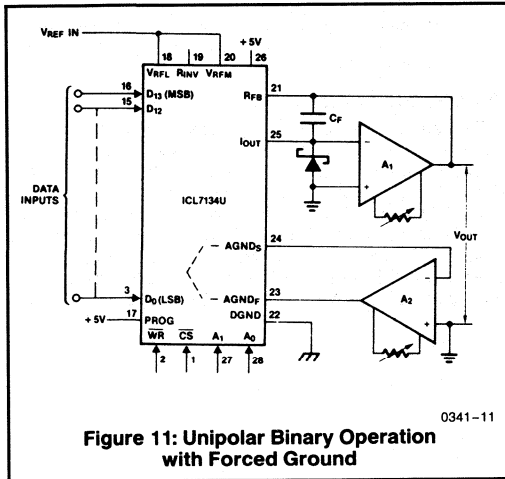 VREF IN
+5V
18 19 20 26
VRFL RINV VRFM
16 D13 (MSB)
15 D12
RFB 21
CF
IOUT 25
A1
DATA
INPUTS
ICL7134U
VOUT
AGNDS 24
3 D0 (LSB)
AGNDF 23
A2
+5V 17 PROG
DGND 22
WR CS A1 A0
2 1 27 28
0341-11
Figure 11: Unipolar Binary Operation
with Forced Ground